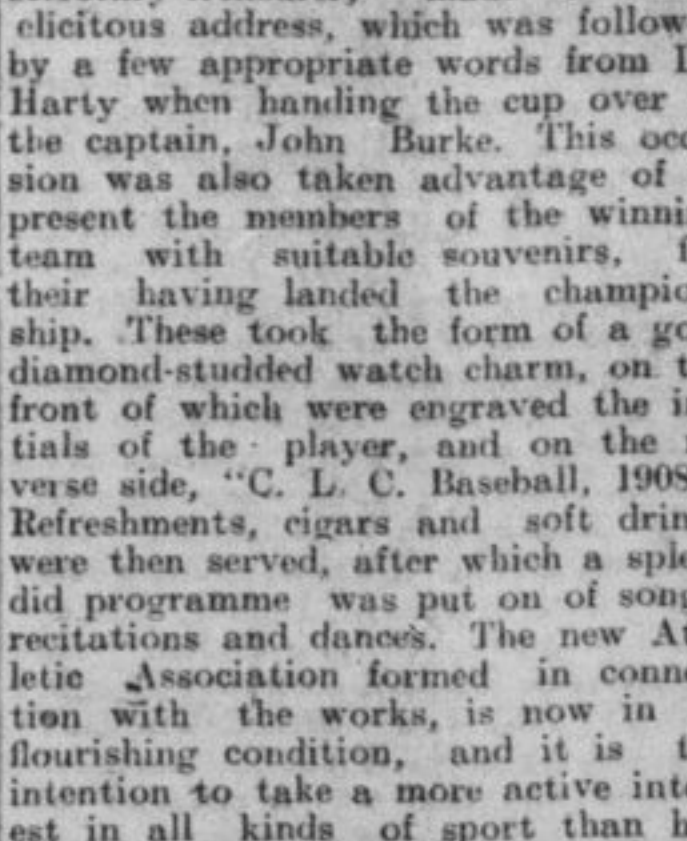 elicitous address, which was follow
by a few appropriate words from
Harty when handing the cup over
the captain, John Burke. This occ
sion was also taken advantage of
present the members of the winni
team with suitable souvenirs, f
their having landed the champio
ship. These took the form of a go
diamond-studded watch charm, on t
front of which were engraved the i
tials of the player, and on the
verse side, "C. L. C. Baseball, 1908
Refreshments, cigars and soft drin
were then served, after which a sple
did programme was put on of song
recitations and dances. The new At
letic Association formed in conne
tion with the works, is now in
flourishing condition, and it is t
intention to take a more active inte
est in all kinds of sport than h